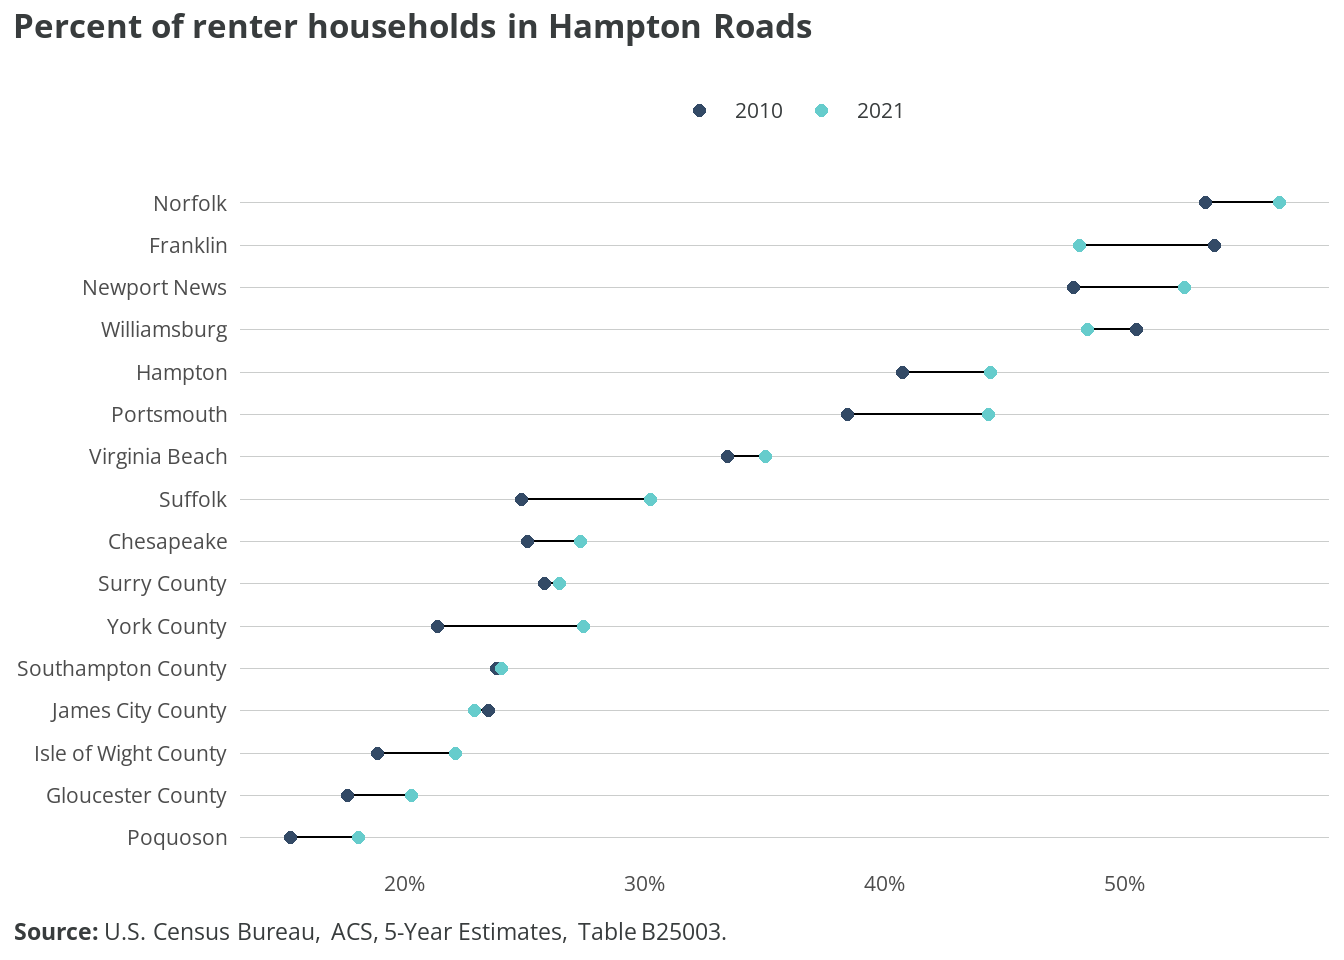 Percent of renter households in Hampton Roads
2010 2021
Norfolk
Franklin
Newport News
Williamsburg
Hampton
Portsmouth
Virginia Beach
Suffolk
Chesapeake
Surry County
York County
Southampton County
James City County
Isle of Wight County
Gloucester County
Poquoson
20% 30% 40% 50%
Source: U.S. Census Bureau, ACS, 5-Year Estimates, Table B25003.